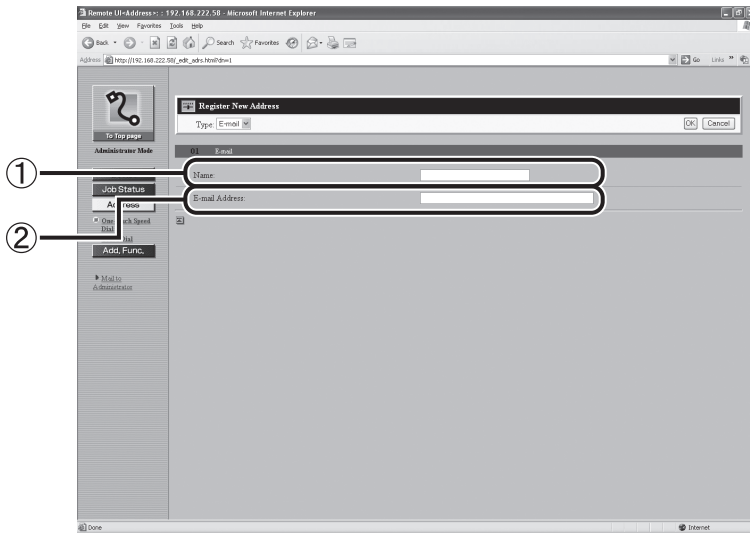 Remote UI<Address>: : 192.168.222.58 - Microsoft Internet Explorer
File Edit View Favorites Tools Help
Back Search Favorites
Address http://192.168.222.58/_edit_adrs.html?dn=1 Go Links »
To Top page
Administrator Mode
Register New Address
Type: E-mail OK Cancel
01 E-mail
① Name:
Job Status
② E-mail Address:
Address
One-touch Speed
Dial
Dial
Add. Func.
Mail to
Administrator
Done Internet